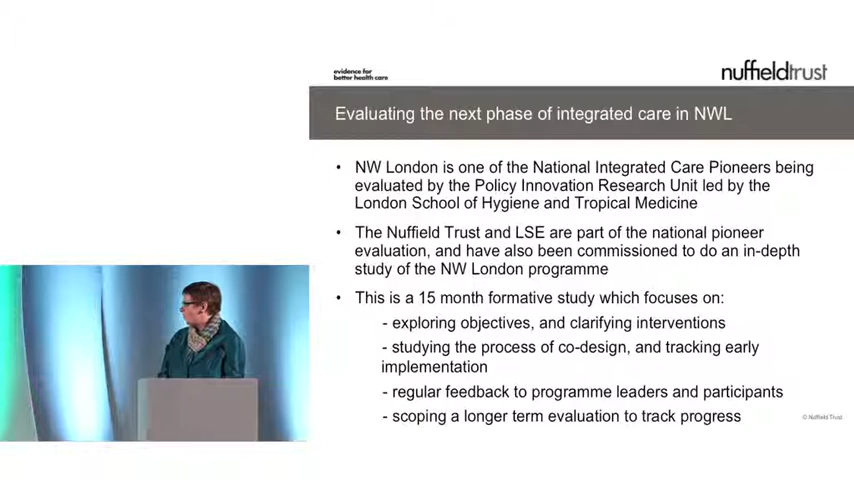 evidence for
better health care
nuffieldtrust
Evaluating the next phase of integrated care in NWL
• NW London is one of the National Integrated Care Pioneers being
evaluated by the Policy Innovation Research Unit led by the
London School of Hygiene and Tropical Medicine
• The Nuffield Trust and LSE are part of the national pioneer
evaluation, and have also been commissioned to do an in-depth
study of the NW London programme
• This is a 15 month formative study which focuses on:
- exploring objectives, and clarifying interventions
- studying the process of co-design, and tracking early
implementation
- regular feedback to programme leaders and participants
- scoping a longer term evaluation to track progress
© Nuffield Trust